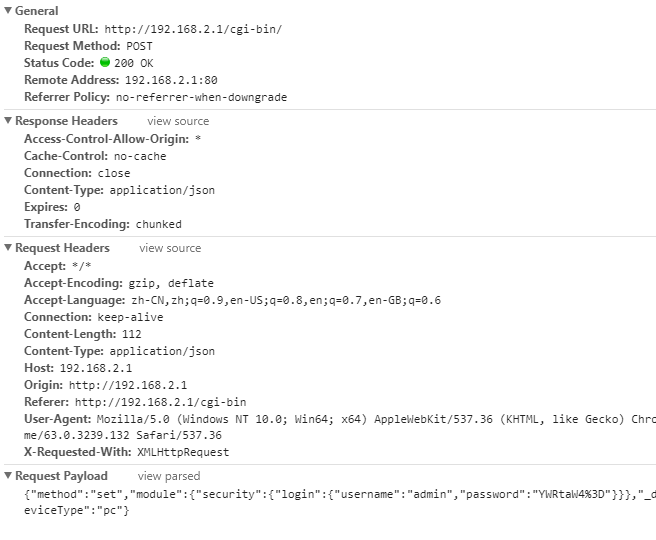 ▼ General
Request URL: http://192.168.2.1/cgi-bin/
Request Method: POST
Status Code: 200 OK
Remote Address: 192.168.2.1:80
Referrer Policy: no-referrer-when-downgrade
▼ Response Headers view source
Access-Control-Allow-Origin: *
Cache-Control: no-cache
Connection: close
Content-Type: application/json
Expires: 0
Transfer-Encoding: chunked
▼ Request Headers view source
Accept: */*
Accept-Encoding: gzip, deflate
Accept-Language: zh-CN,zh;q=0.9,en-US;q=0.8,en;q=0.7,en-GB;q=0.6
Connection: keep-alive
Content-Length: 112
Content-Type: application/json
Host: 192.168.2.1
Origin: http://192.168.2.1
Referer: http://192.168.2.1/cgi-bin
User-Agent: Mozilla/5.0 (Windows NT 10.0; Win64; x64) AppleWebKit/537.36 (KHTML, like Gecko) Chro
me/63.0.3239.132 Safari/537.36
X-Requested-With: XMLHttpRequest
▼ Request Payload view parsed
{"method":"set","module":{"security":{"login":{"username":"admin","password":"YWRtaW4%3D"}}},"_d
eviceType":"pc"}